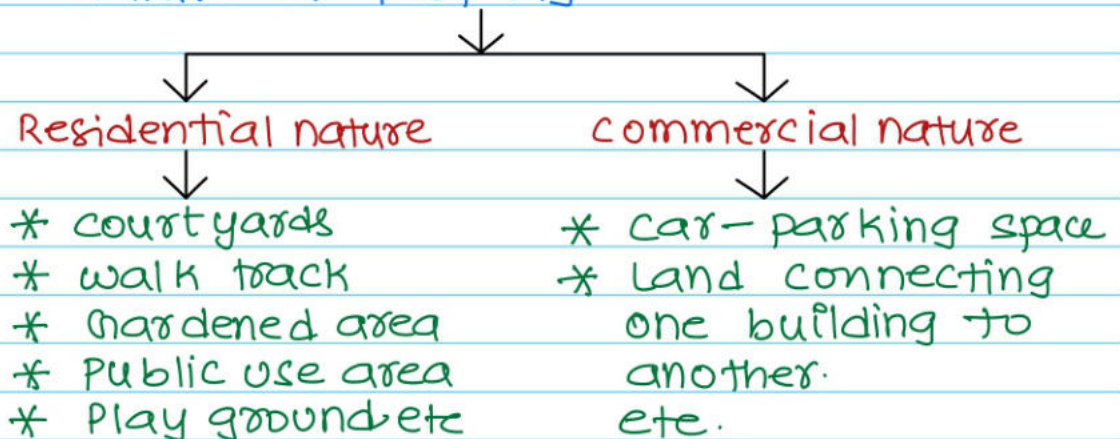 Residential nature
commercial nature
* courtyards
* walk track
* hardened area
* Public use area
* Play ground etc
* car-parking space
* Land connecting
one building to
another.
etc.